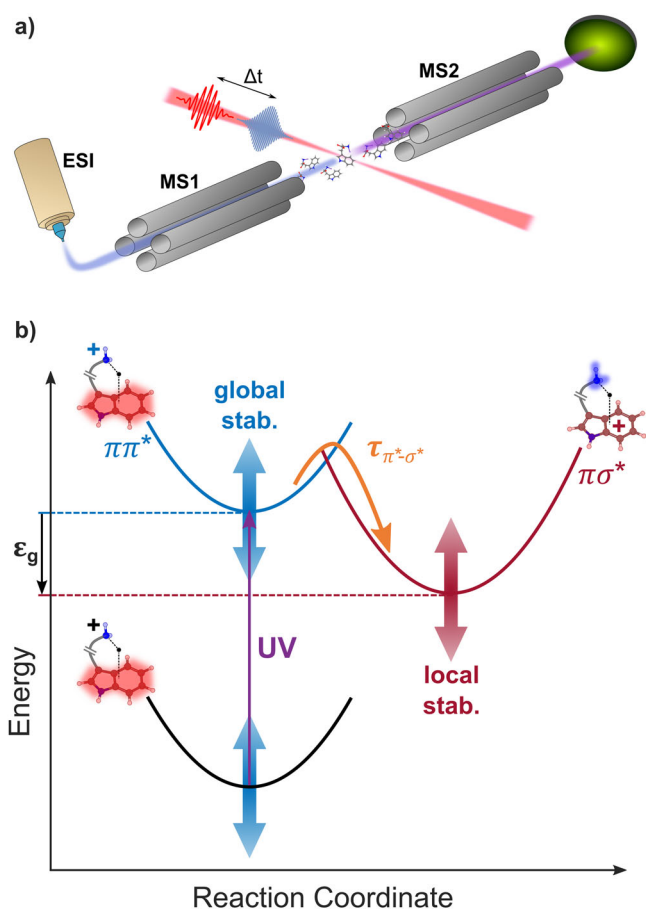 a)
Δt
MS2
ESI
MS1
b)
+
global
stab.
ππ*
τπ*-σ*
+
πσ*
εg
+
UV
local
stab.
Energy
Reaction Coordinate